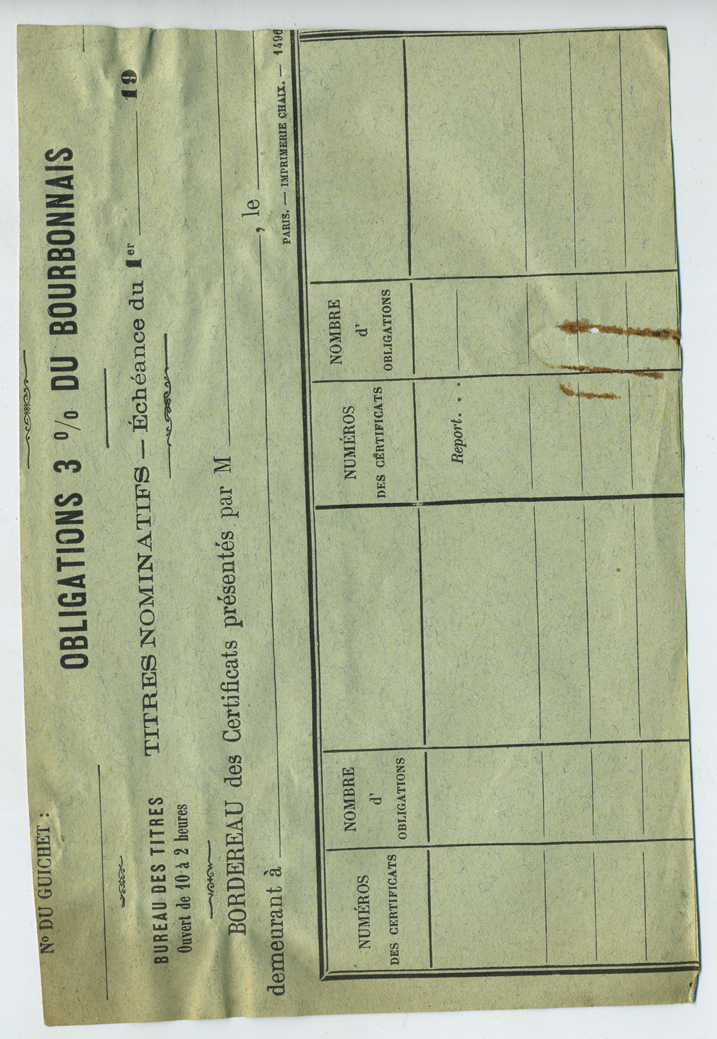 Nº DU GUICHET :
OBLIGATIONS 3 % DU BOURBONNAIS
BUREAU DES TITRES
Ouvert de 10 à 2 heures
TITRES NOMINATIFS — Échéance du 1er 19
BORDEREAU des Certificats présentés par M
demeurant à , le
PARIS. — IMPRIMERIE CHAIX. — 1496
NUMÉROS
DES CERTIFICATS
NOMBRE
d'
OBLIGATIONS
NUMÉROS
DES CERTIFICATS
NOMBRE
d'
OBLIGATIONS
Report. . .